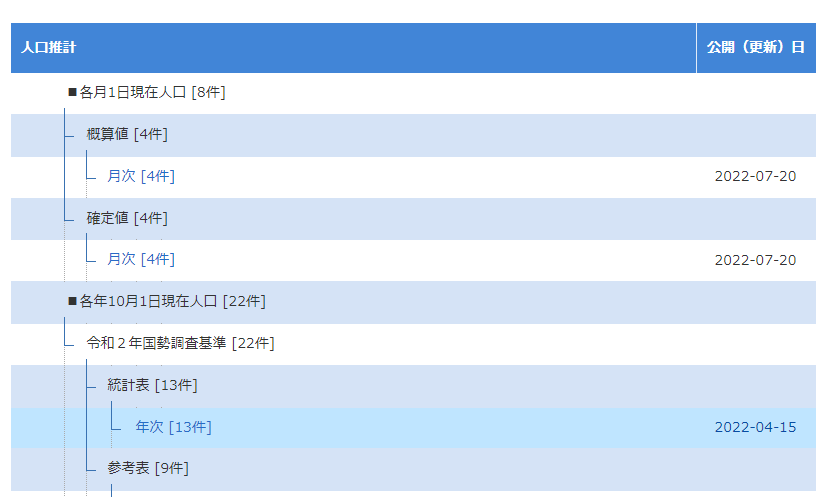 人口推計 公開（更新）日
■各月1日現在人口 [8件]
概算値 [4件]
月次 [4件] 2022-07-20
確定値 [4件]
月次 [4件] 2022-07-20
■各年10月1日現在人口 [22件]
令和２年国勢調査基準 [22件]
統計表 [13件]
年次 [13件] 2022-04-15
参考表 [9件]